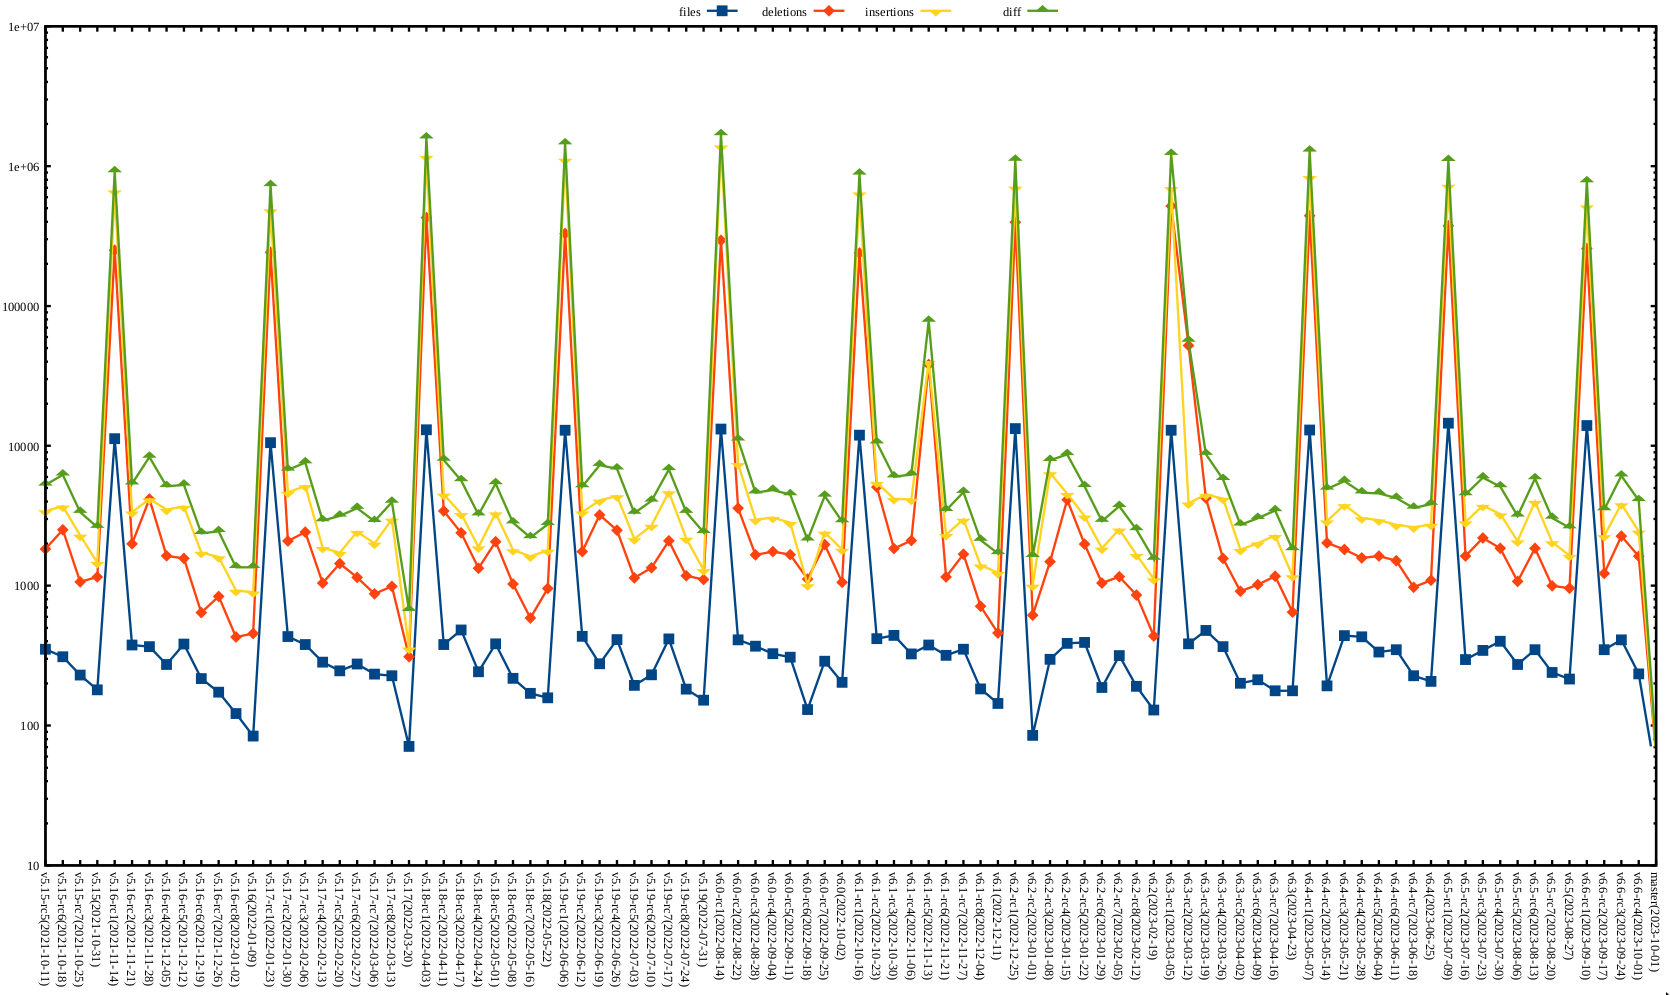 files deletions insertions diff
1e+07
1e+06
100000
10000
1000
100
10
v5.15-rc5(2021-10-11)
v5.15-rc6(2021-10-18)
v5.15-rc7(2021-10-25)
v5.15(2021-10-31)
v5.16-rc1(2021-11-14)
v5.16-rc2(2021-11-21)
v5.16-rc3(2021-11-28)
v5.16-rc4(2021-12-05)
v5.16-rc5(2021-12-12)
v5.16-rc6(2021-12-19)
v5.16-rc7(2021-12-26)
v5.16-rc8(2022-01-02)
v5.16(2022-01-09)
v5.17-rc1(2022-01-23)
v5.17-rc2(2022-01-30)
v5.17-rc3(2022-02-06)
v5.17-rc4(2022-02-13)
v5.17-rc5(2022-02-20)
v5.17-rc6(2022-02-27)
v5.17-rc7(2022-03-06)
v5.17-rc8(2022-03-13)
v5.17(2022-03-20)
v5.18-rc1(2022-04-03)
v5.18-rc2(2022-04-11)
v5.18-rc3(2022-04-17)
v5.18-rc4(2022-04-24)
v5.18-rc5(2022-05-01)
v5.18-rc6(2022-05-08)
v5.18-rc7(2022-05-16)
v5.18(2022-05-22)
v5.19-rc1(2022-06-06)
v5.19-rc2(2022-06-12)
v5.19-rc3(2022-06-19)
v5.19-rc4(2022-06-26)
v5.19-rc5(2022-07-03)
v5.19-rc6(2022-07-10)
v5.19-rc7(2022-07-17)
v5.19-rc8(2022-07-24)
v5.19(2022-07-31)
v6.0-rc1(2022-08-14)
v6.0-rc2(2022-08-22)
v6.0-rc3(2022-08-28)
v6.0-rc4(2022-09-04)
v6.0-rc5(2022-09-11)
v6.0-rc6(2022-09-18)
v6.0-rc7(2022-09-25)
v6.0(2022-10-02)
v6.1-rc1(2022-10-16)
v6.1-rc2(2022-10-23)
v6.1-rc3(2022-10-30)
v6.1-rc4(2022-11-06)
v6.1-rc5(2022-11-13)
v6.1-rc6(2022-11-21)
v6.1-rc7(2022-11-27)
v6.1-rc8(2022-12-04)
v6.1(2022-12-11)
v6.2-rc1(2022-12-25)
v6.2-rc2(2023-01-01)
v6.2-rc3(2023-01-08)
v6.2-rc4(2023-01-15)
v6.2-rc5(2023-01-22)
v6.2-rc6(2023-01-29)
v6.2-rc7(2023-02-05)
v6.2-rc8(2023-02-12)
v6.2(2023-02-19)
v6.3-rc1(2023-03-05)
v6.3-rc2(2023-03-12)
v6.3-rc3(2023-03-19)
v6.3-rc4(2023-03-26)
v6.3-rc5(2023-04-02)
v6.3-rc6(2023-04-09)
v6.3-rc7(2023-04-16)
v6.3(2023-04-23)
v6.4-rc1(2023-05-07)
v6.4-rc2(2023-05-14)
v6.4-rc3(2023-05-21)
v6.4-rc4(2023-05-28)
v6.4-rc5(2023-06-04)
v6.4-rc6(2023-06-11)
v6.4-rc7(2023-06-18)
v6.4(2023-06-25)
v6.5-rc1(2023-07-09)
v6.5-rc2(2023-07-16)
v6.5-rc3(2023-07-23)
v6.5-rc4(2023-07-30)
v6.5-rc5(2023-08-06)
v6.5-rc6(2023-08-13)
v6.5-rc7(2023-08-20)
v6.5(2023-08-27)
v6.6-rc1(2023-09-10)
v6.6-rc2(2023-09-17)
v6.6-rc3(2023-09-24)
v6.6-rc4(2023-10-01)
master(2023-10-01)